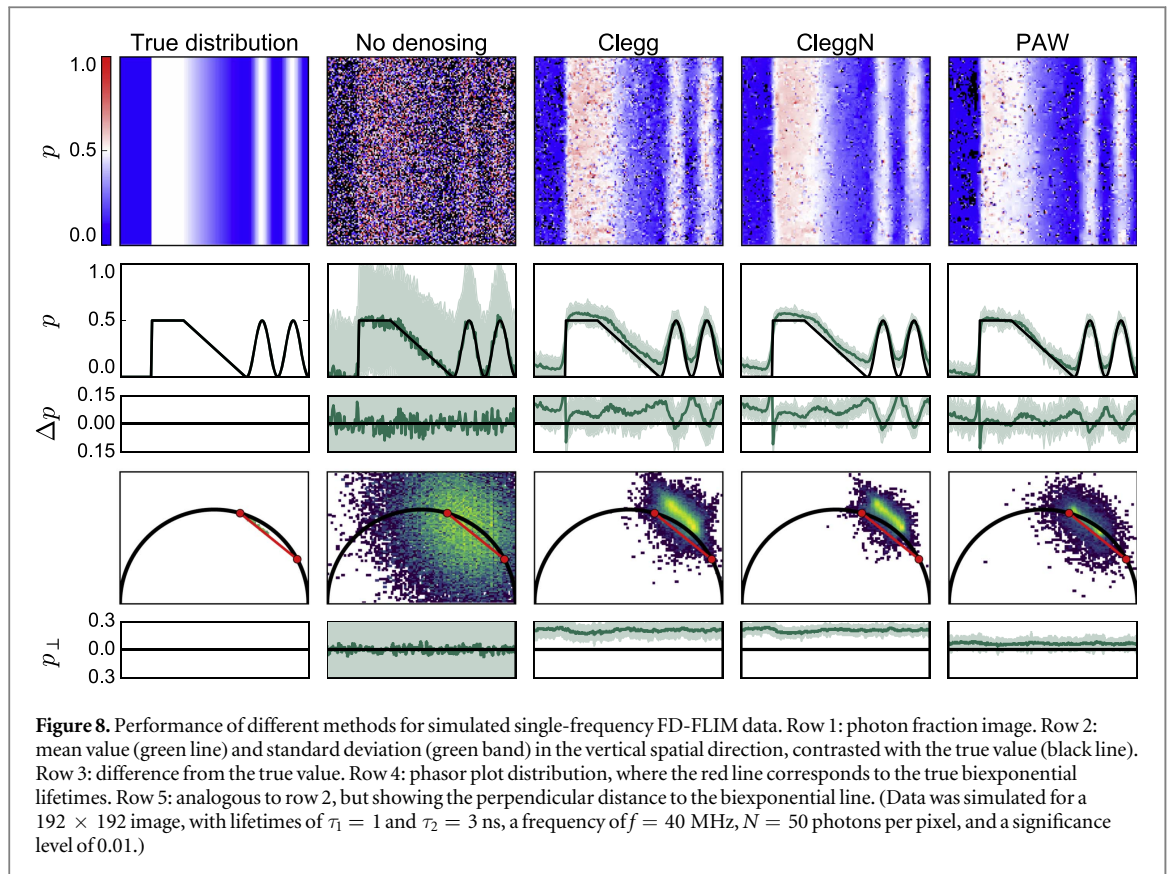 True distribution No denosing Clegg CleggN PAW
1.0
p 0.5
0.0
1.0
p 0.5
0.0
0.15
Δp 0.00
0.15
0.3
p⊥ 0.0
0.3
Figure 8. Performance of different methods for simulated single-frequency FD-FLIM data. Row 1: photon fraction image. Row 2:
mean value (green line) and standard deviation (green band) in the vertical spatial direction, contrasted with the true value (black line).
Row 3: difference from the true value. Row 4: phasor plot distribution, where the red line corresponds to the true biexponential
lifetimes. Row 5: analogous to row 2, but showing the perpendicular distance to the biexponential line. (Data was simulated for a
192 × 192 image, with lifetimes of τ₁ = 1 and τ₂ = 3 ns, a frequency of f = 40 MHz, N = 50 photons per pixel, and a significance
level of 0.01.)